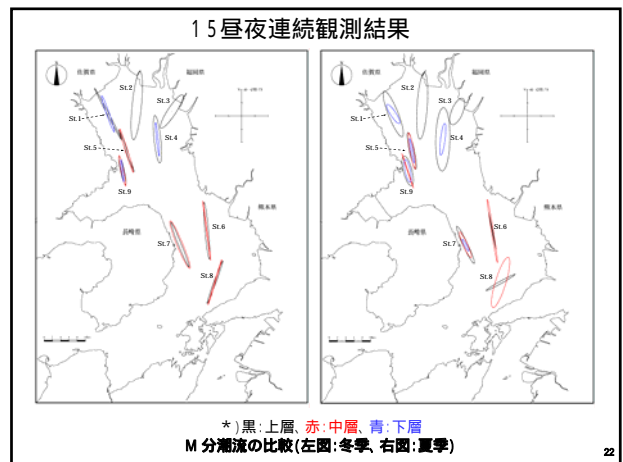 15昼夜連続観測結果
佐賀県
福岡県
St.2
St.3
St.1
St.4
St.5
St.9
熊本県
長崎県
St.6
St.7
St.8
佐賀県
福岡県
St.2
St.3
St.1
St.4
St.5
St.9
熊本県
長崎県
St.6
St.7
St.8
*)黒:上層、赤:中層、青:下層
M 分潮流の比較(左図:冬季、右図:夏季)
22